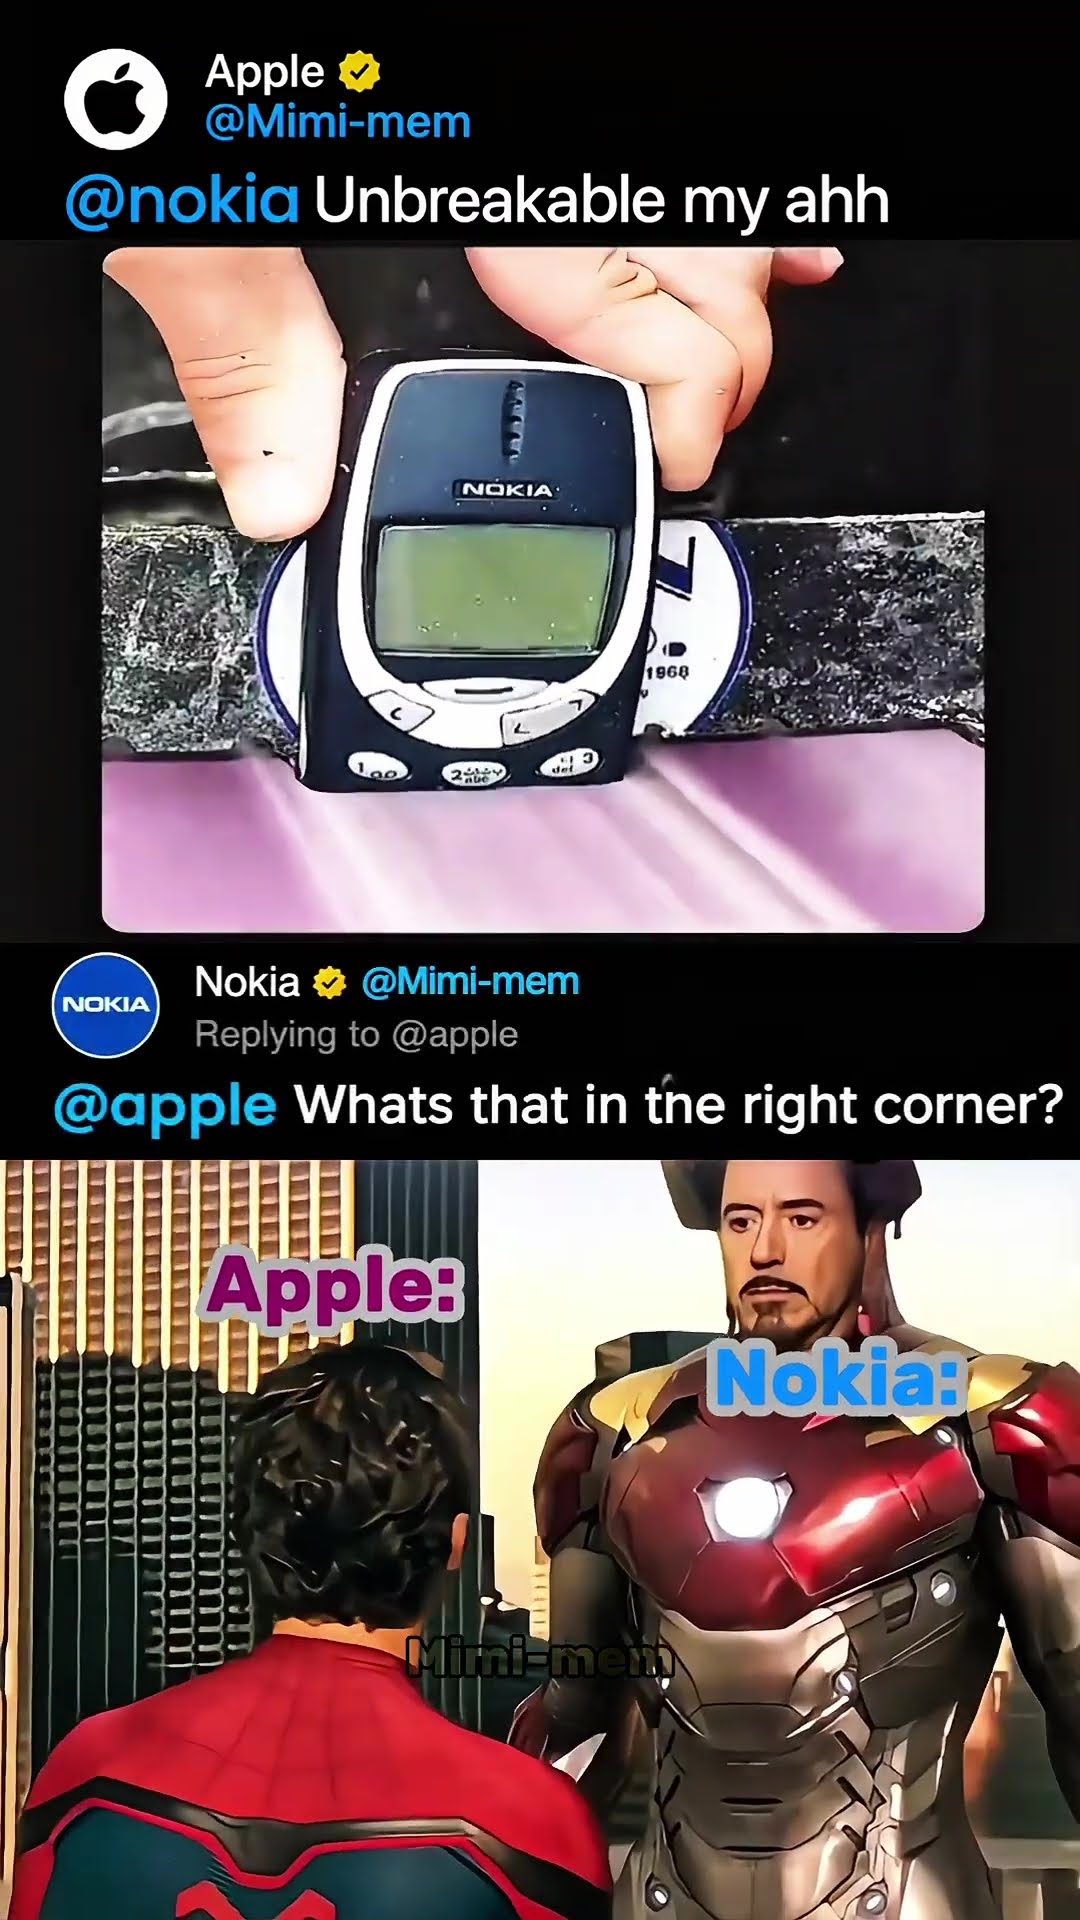 Apple
@Mimi-mem
@nokia Unbreakable my ahh
NOKIA
1968
NOKIA
Nokia @Mimi-mem
Replying to @apple
@apple Whats that in the right corner?
Apple:
Nokia:
Mimi-mem